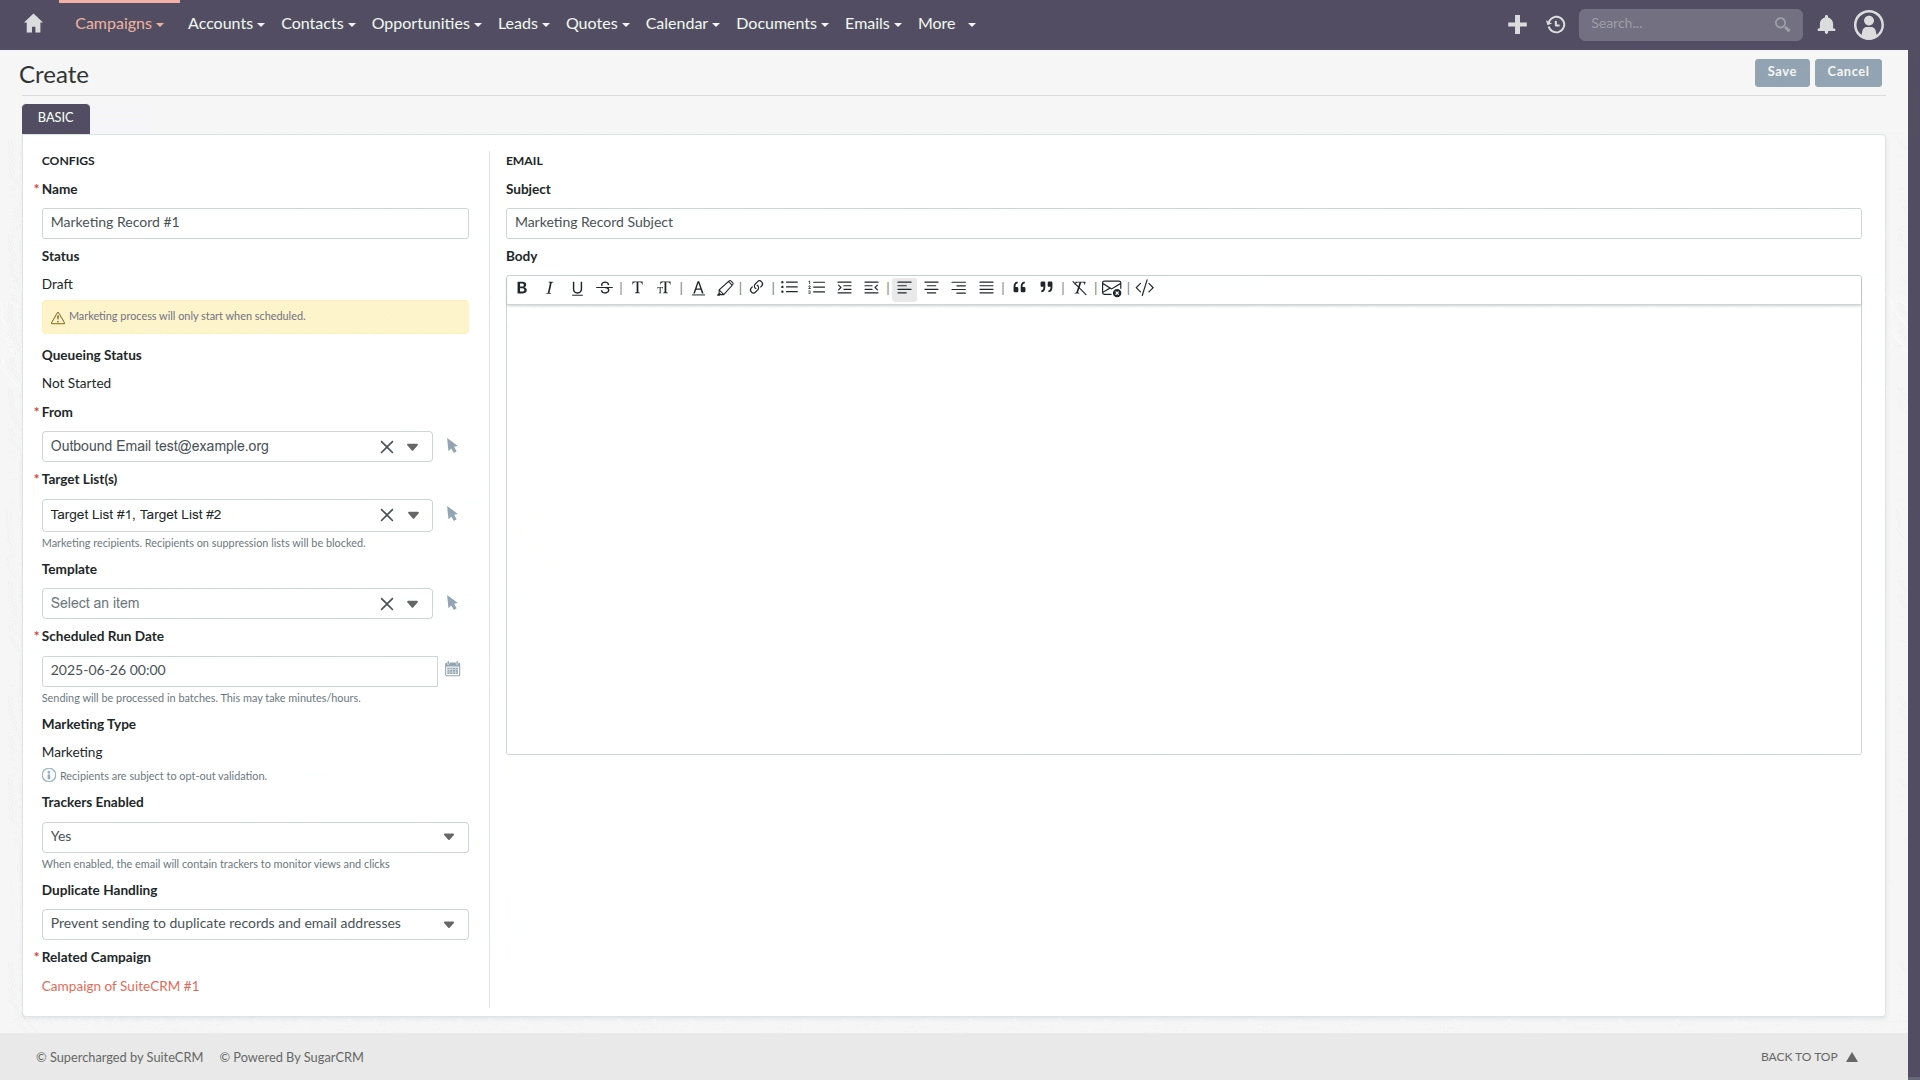 Campaigns Accounts Contacts Opportunities Leads Quotes Calendar Documents Emails More Search...
Create Save Cancel
BASIC
CONFIGS
* Name
Marketing Record #1
Status
Draft
Marketing process will only start when scheduled.
Queueing Status
Not Started
* From
Outbound Email test@example.org
* Target List(s)
Target List #1, Target List #2
Marketing recipients. Recipients on suppression lists will be blocked.
Template
Select an item
* Scheduled Run Date
2025-06-26 00:00
Sending will be processed in batches. This may take minutes/hours.
Marketing Type
Marketing
Recipients are subject to opt-out validation.
Trackers Enabled
Yes
When enabled, the email will contain trackers to monitor views and clicks
Duplicate Handling
Prevent sending to duplicate records and email addresses
* Related Campaign
Campaign of SuiteCRM #1
EMAIL
Subject
Marketing Record Subject
Body
© Supercharged by SuiteCRM © Powered By SugarCRM BACK TO TOP